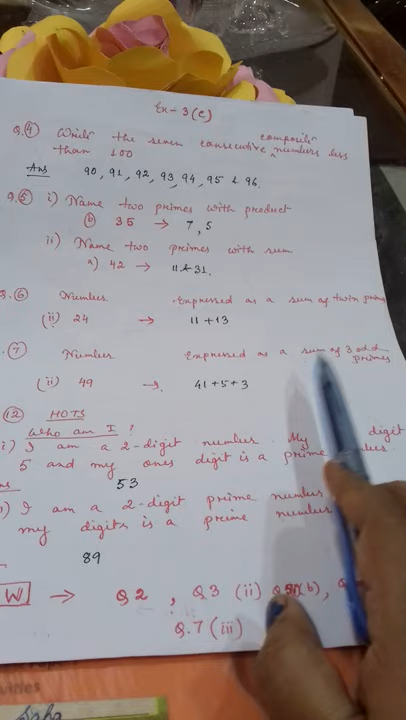 Ex-3(c)
Q.4 Write the seven consecutive composite numbers less
than 100
Ans 90, 91, 92, 93, 94, 95 & 96.
Q.5 i) Name two primes with product
b) 35 → 7, 5
ii) Name two primes with sum
a) 42 → 11 & 31.
6 Number Expressed as a sum of twin prim
(ii) 24 → 11 + 13
7 Number Expressed as a sum of 3 odd
primes
(ii) 49 → 41 + 5 + 3
12 HOTS
Who am I ?
i) I am a 2-digit number. My digit
5 and my ones digit is a prime
53
) I am a 2-digit prime number
my digits is a prime number
89
W → Q2, Q3 (ii) (b), Q
Q.7 (iii)
Saha